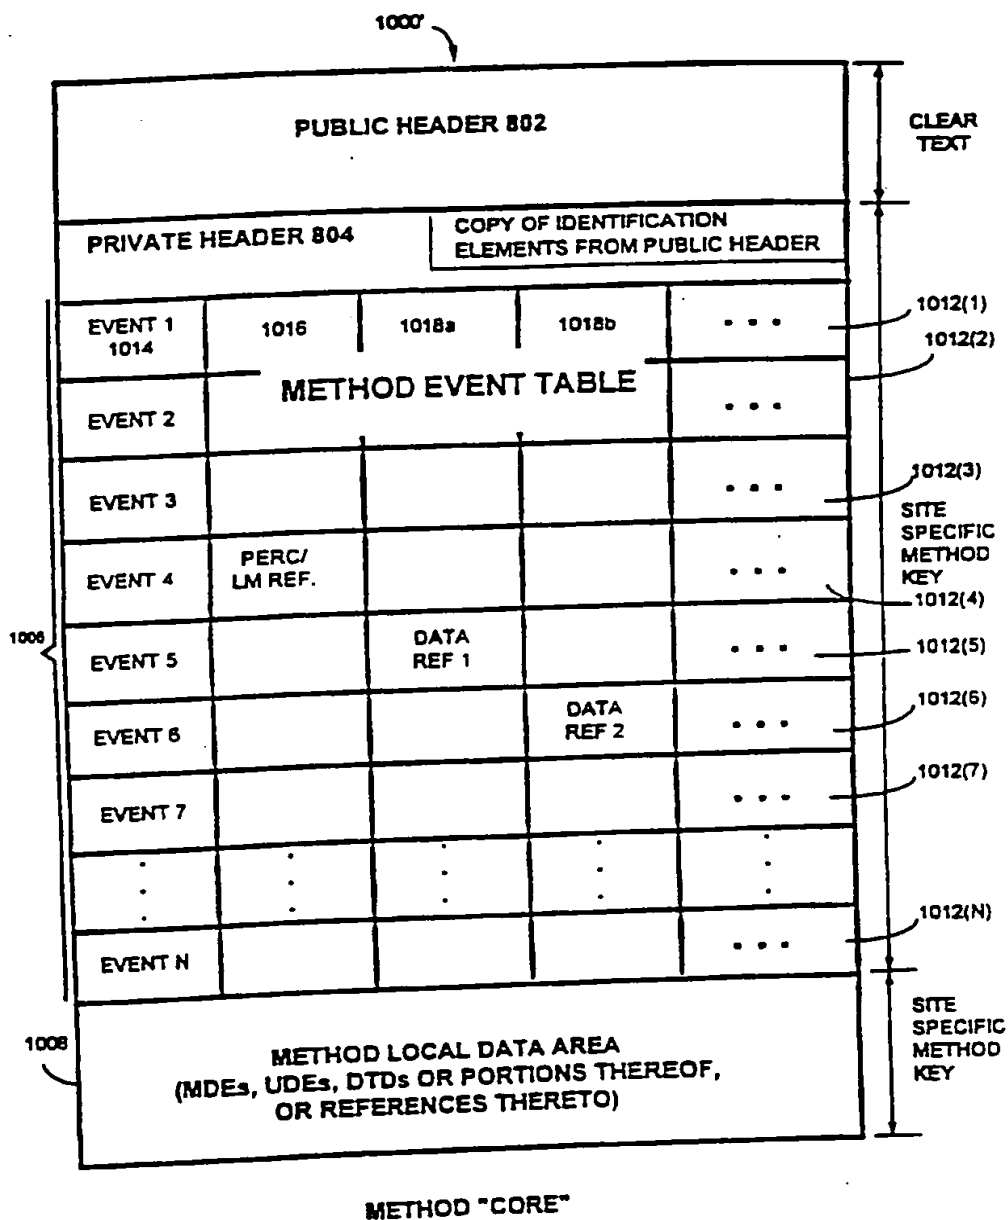 1000'
PUBLIC HEADER 802
CLEAR
TEXT
PRIVATE HEADER 804
COPY OF IDENTIFICATION
ELEMENTS FROM PUBLIC HEADER
EVENT 1
1014
1016
1018a
1018b
• • •
1012(1)
1012(2)
METHOD EVENT TABLE
EVENT 2
• • •
EVENT 3
• • •
1012(3)
SITE
SPECIFIC
METHOD
KEY
EVENT 4
PERC/
LM REF.
• • •
1012(4)
1006
EVENT 5
DATA
REF 1
• • •
1012(5)
EVENT 6
DATA
REF 2
• • •
1012(6)
EVENT 7
• • •
1012(7)
EVENT N
• • •
1012(N)
1008
METHOD LOCAL DATA AREA
(MDEs, UDEs, DTDs OR PORTIONS THEREOF,
OR REFERENCES THERETO)
SITE
SPECIFIC
METHOD
KEY
METHOD "CORE"